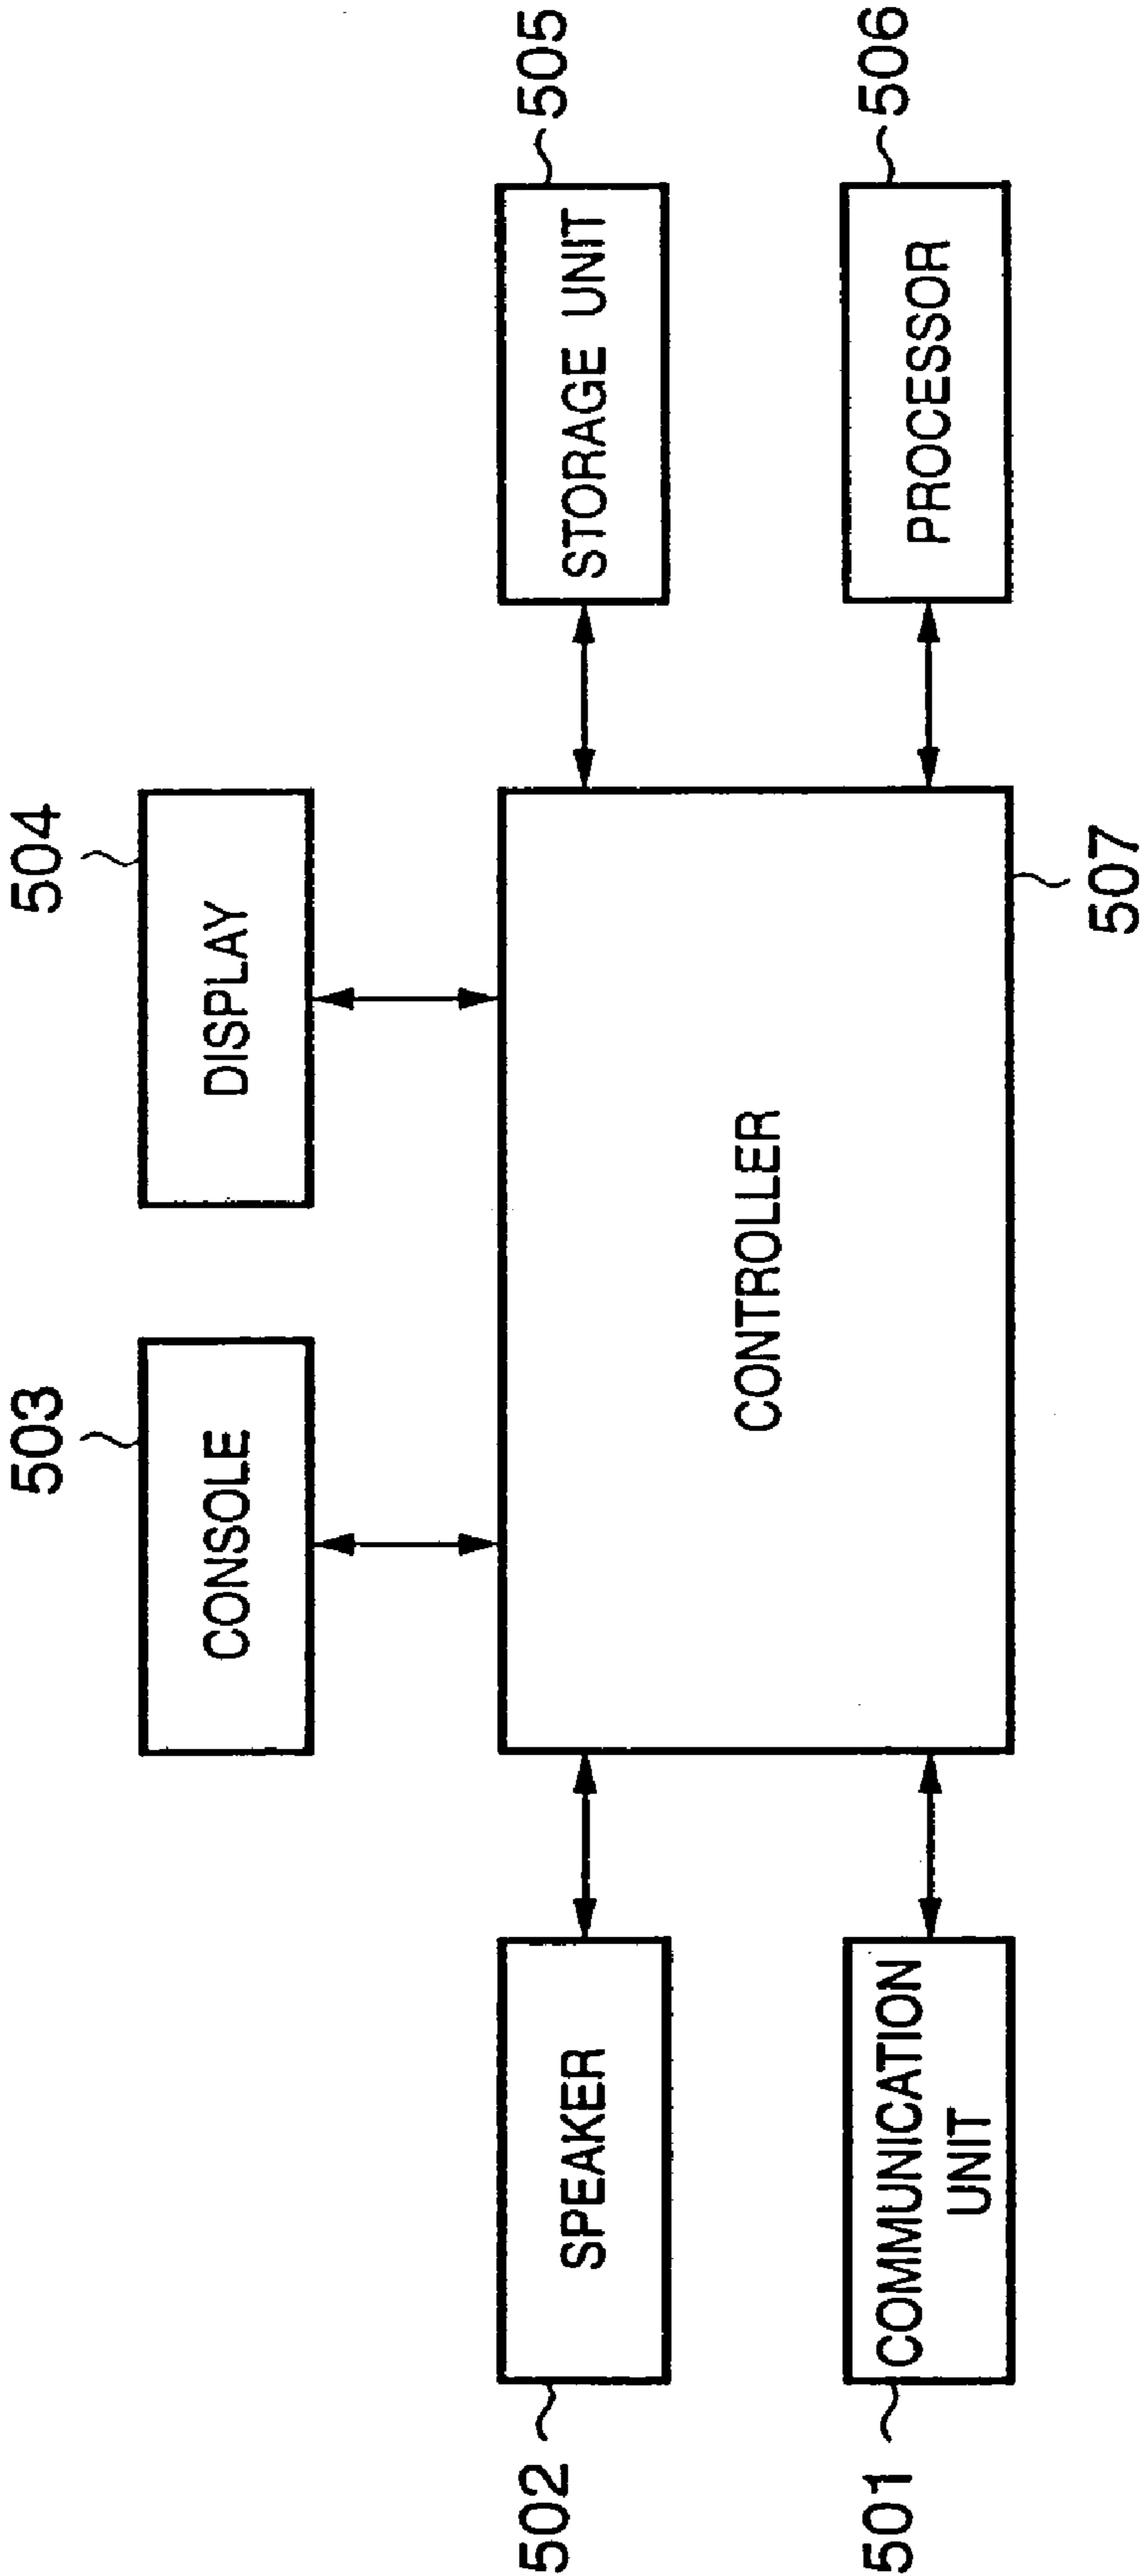 503
504
CONSOLE
DISPLAY
502
SPEAKER
STORAGE UNIT
505
CONTROLLER
501
COMMUNICATION
UNIT
PROCESSOR
506
507